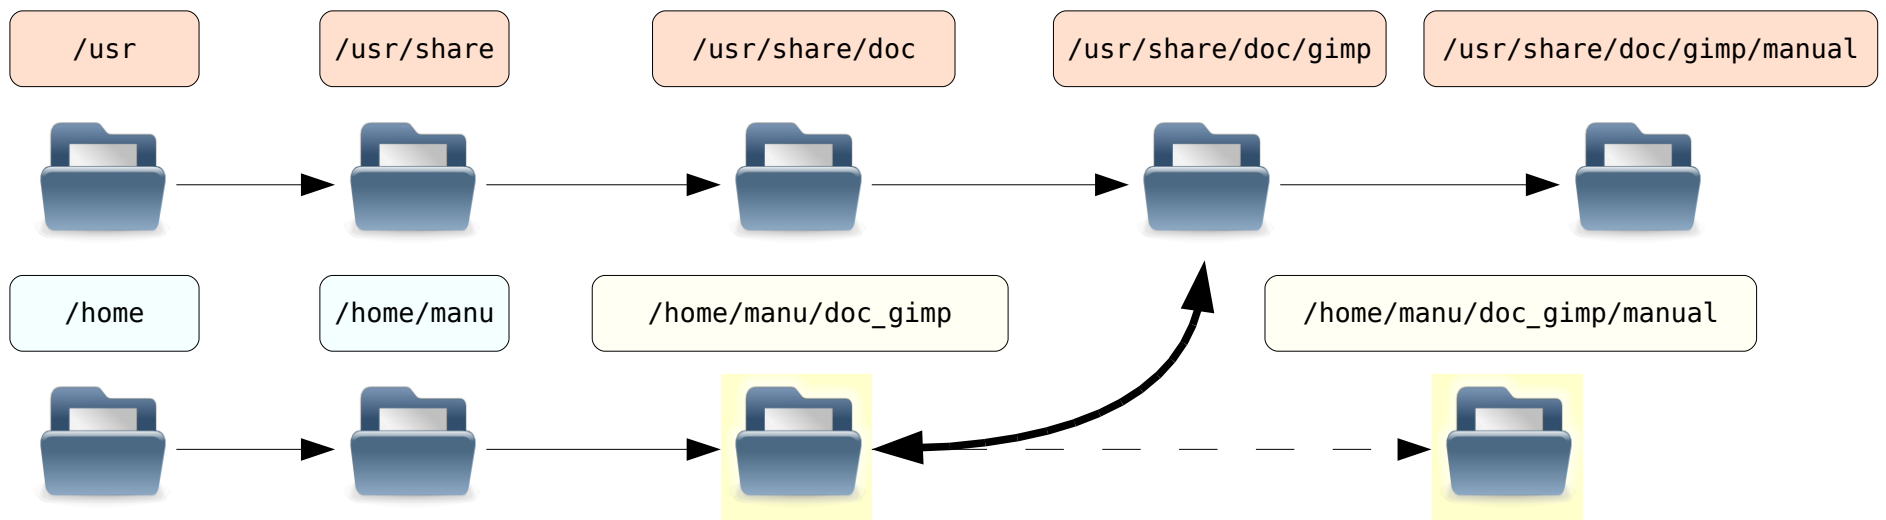 /usr
/usr/share
/usr/share/doc
/usr/share/doc/gimp
/usr/share/doc/gimp/manual
/home
/home/manu
/home/manu/doc_gimp
/home/manu/doc_gimp/manual